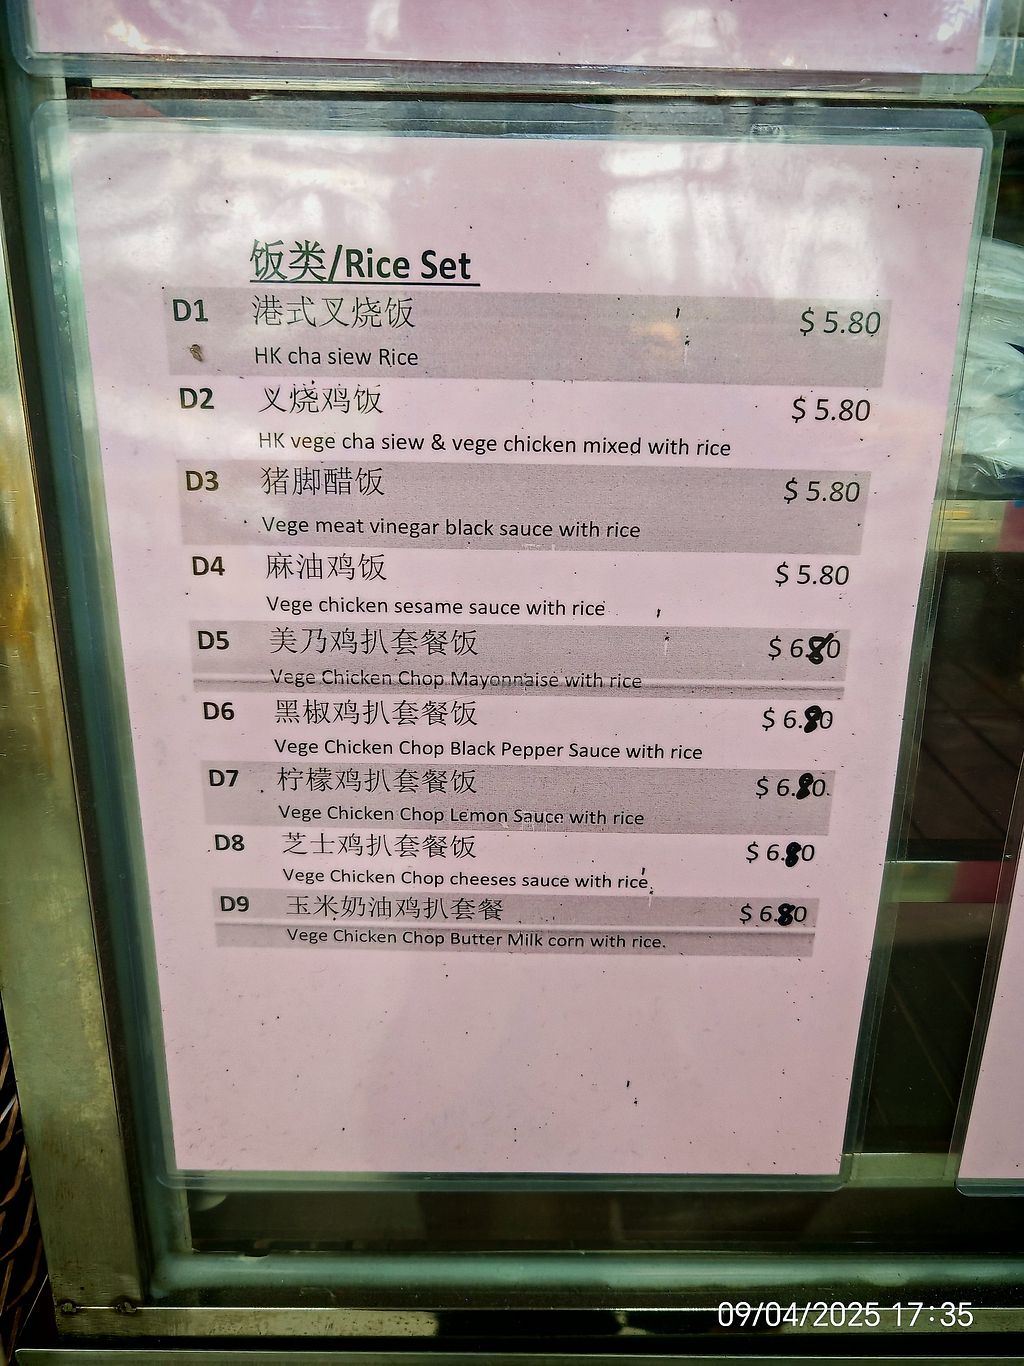 饭类/Rice Set
D1 港式叉烧饭 $ 5.80
HK cha siew Rice
D2 叉烧鸡饭 $ 5.80
HK vege cha siew & vege chicken mixed with rice
D3 猪脚醋饭 $ 5.80
Vege meat vinegar black sauce with rice
D4 麻油鸡饭 $ 5.80
Vege chicken sesame sauce with rice
D5 美乃鸡扒套餐饭 $ 6.80
Vege Chicken Chop Mayonnaise with rice
D6 黑椒鸡扒套餐饭 $ 6.80
Vege Chicken Chop Black Pepper Sauce with rice
D7 柠檬鸡扒套餐饭 $ 6.80
Vege Chicken Chop Lemon Sauce with rice
D8 芝士鸡扒套餐饭 $ 6.80
Vege Chicken Chop cheeses sauce with rice.
D9 玉米奶油鸡扒套餐 $ 6.80
Vege Chicken Chop Butter Milk corn with rice.
09/04/2025 17:35